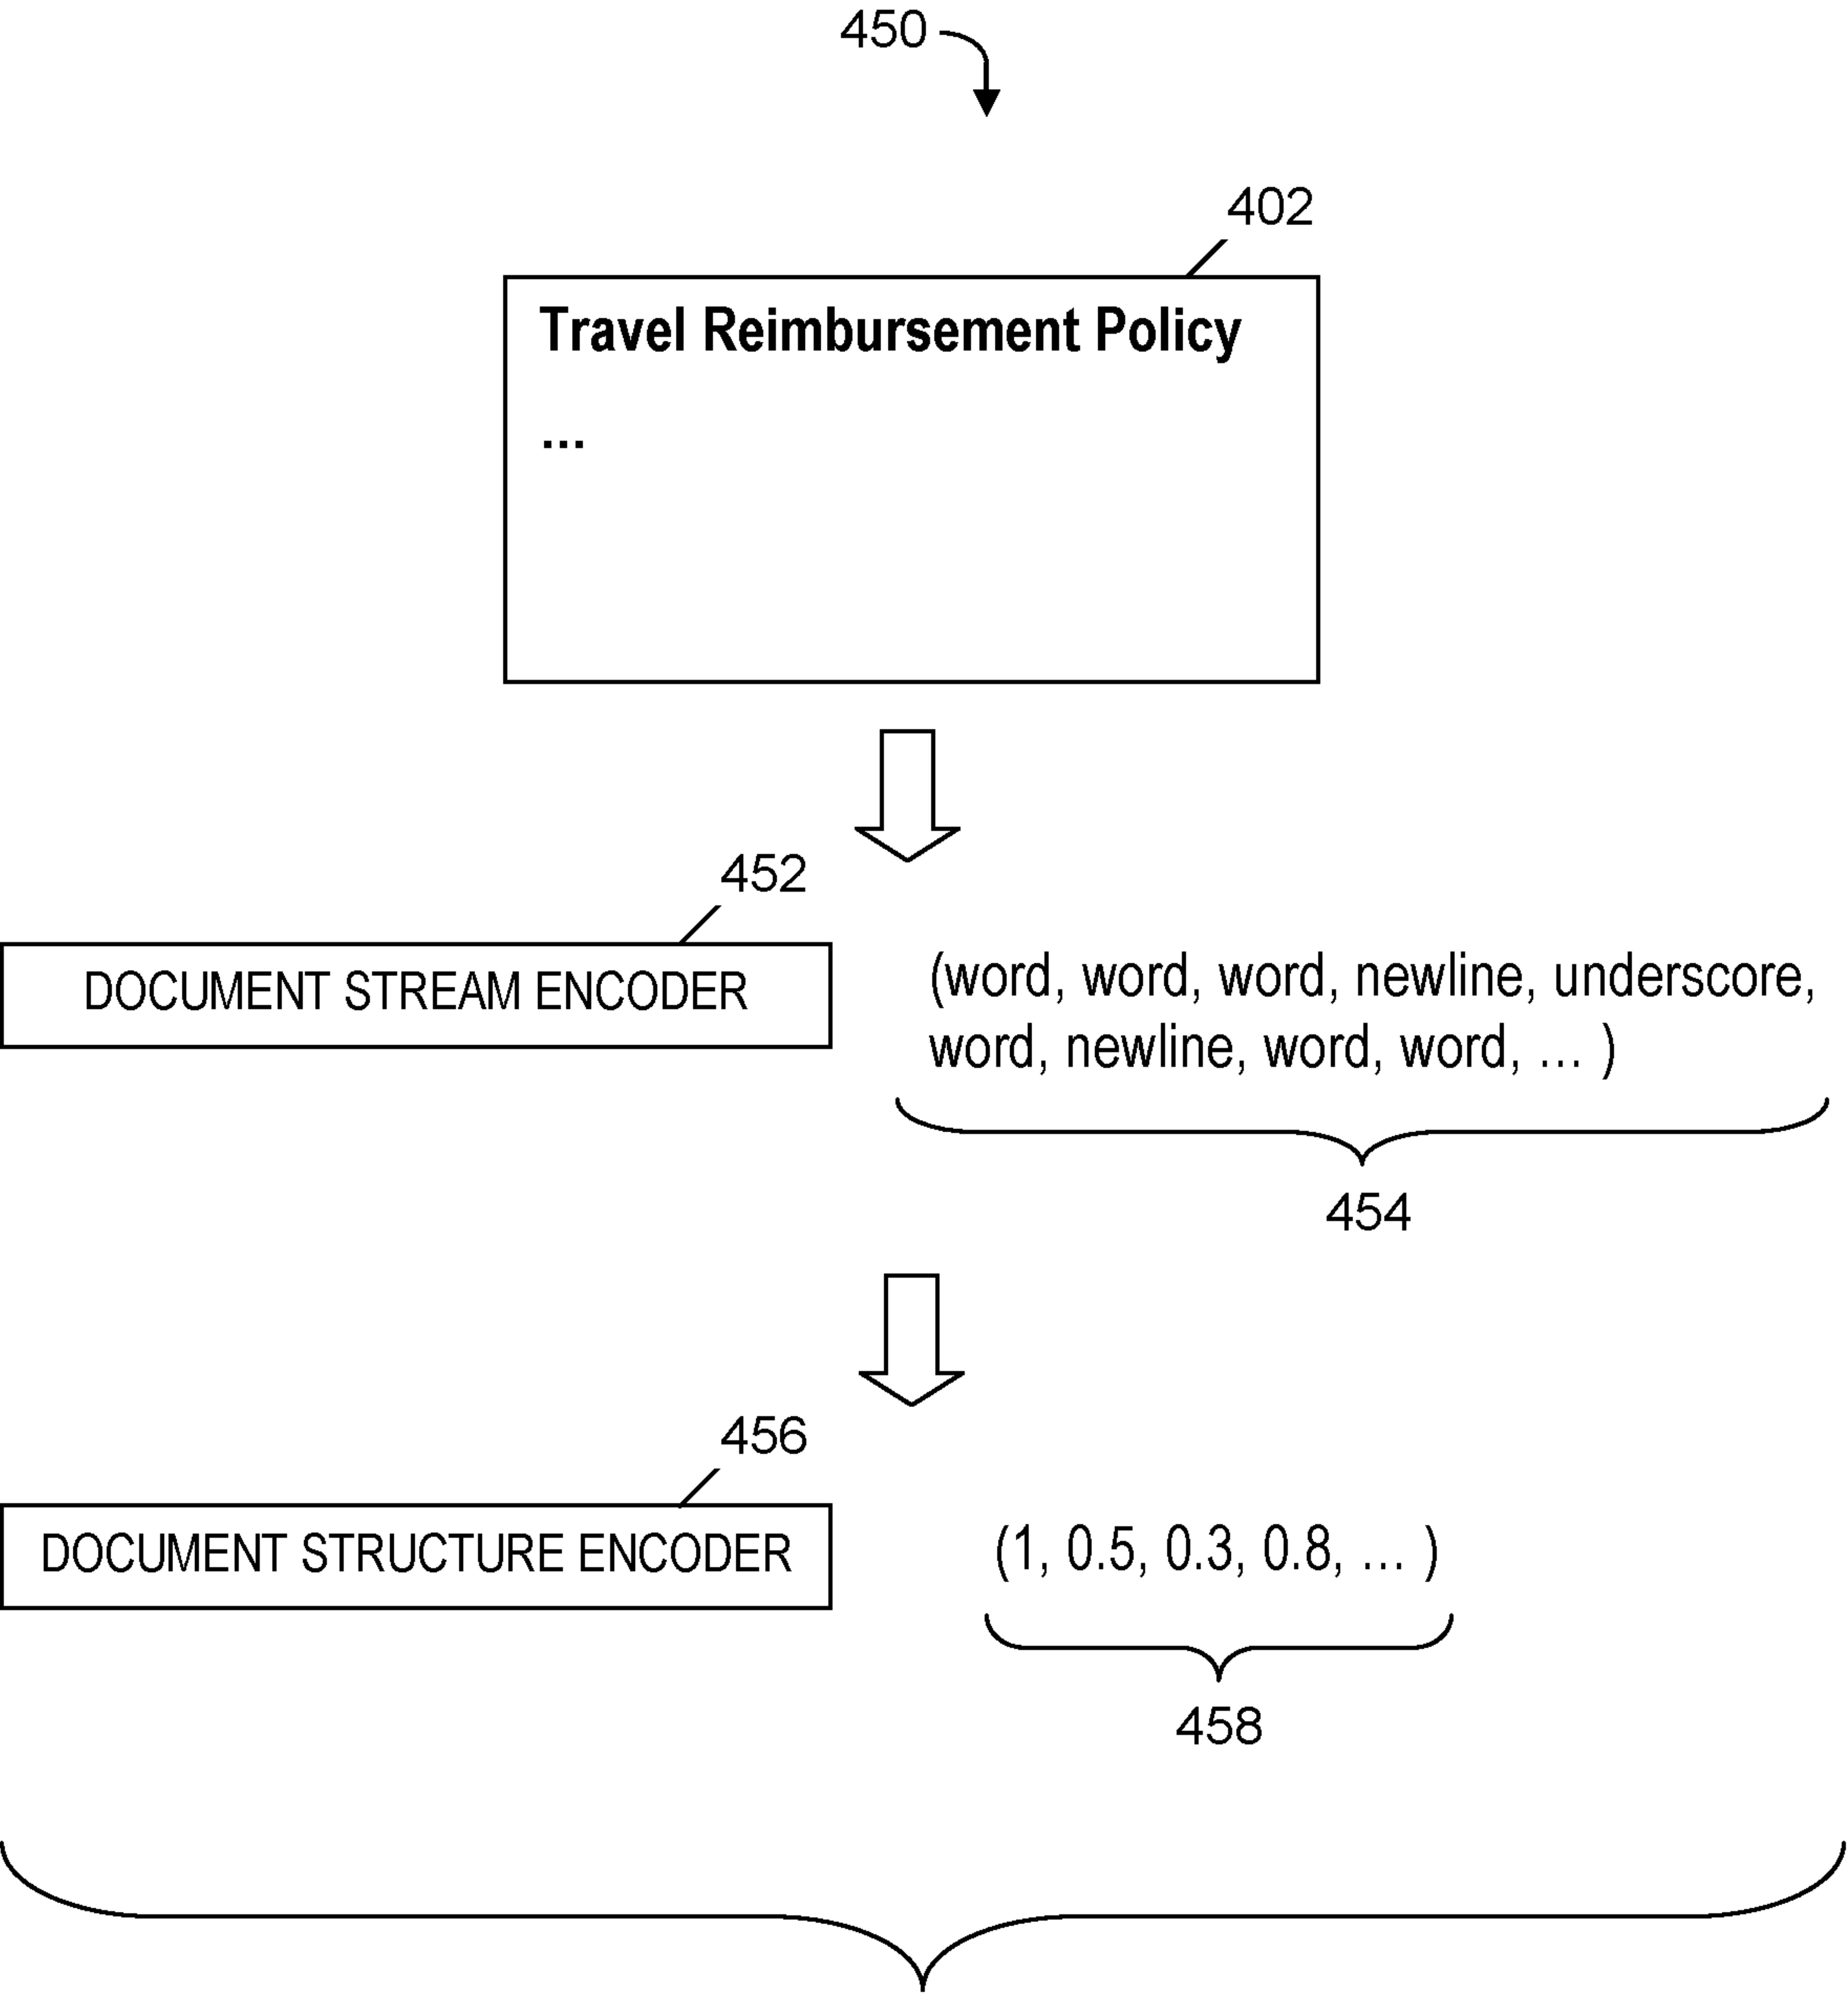 450
402
Travel Reimbursement Policy
...
452
DOCUMENT STREAM ENCODER
(word, word, word, newline, underscore,
word, newline, word, word, ... )
454
456
DOCUMENT STRUCTURE ENCODER
(1, 0.5, 0.3, 0.8, ... )
458